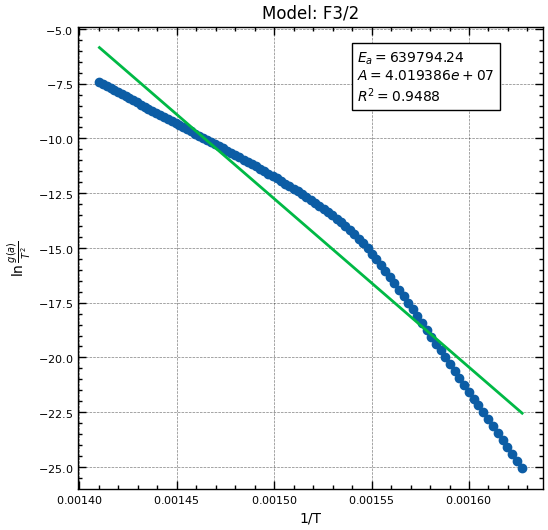 Model: F3/2
−5.0
−7.5
−10.0
−12.5
−15.0
−17.5
−20.0
−22.5
−25.0
ln g(a)/T²
Eₐ = 639794.24
A = 4.019386e + 07
R² = 0.9488
0.00140 0.00145 0.00150 0.00155 0.00160
1/T